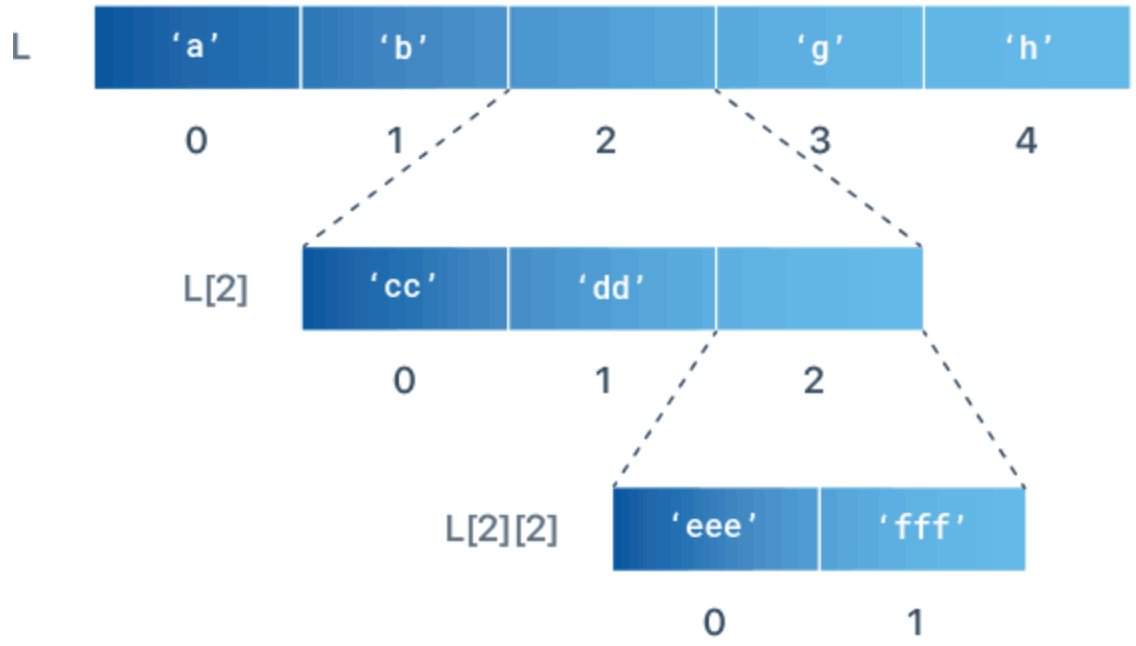 L ‘a’ ‘b’ ‘g’ ‘h’
0 1 2 3 4
L[2] ‘cc’ ‘dd’
0 1 2
L[2][2] ‘eee’ ‘fff’
0 1